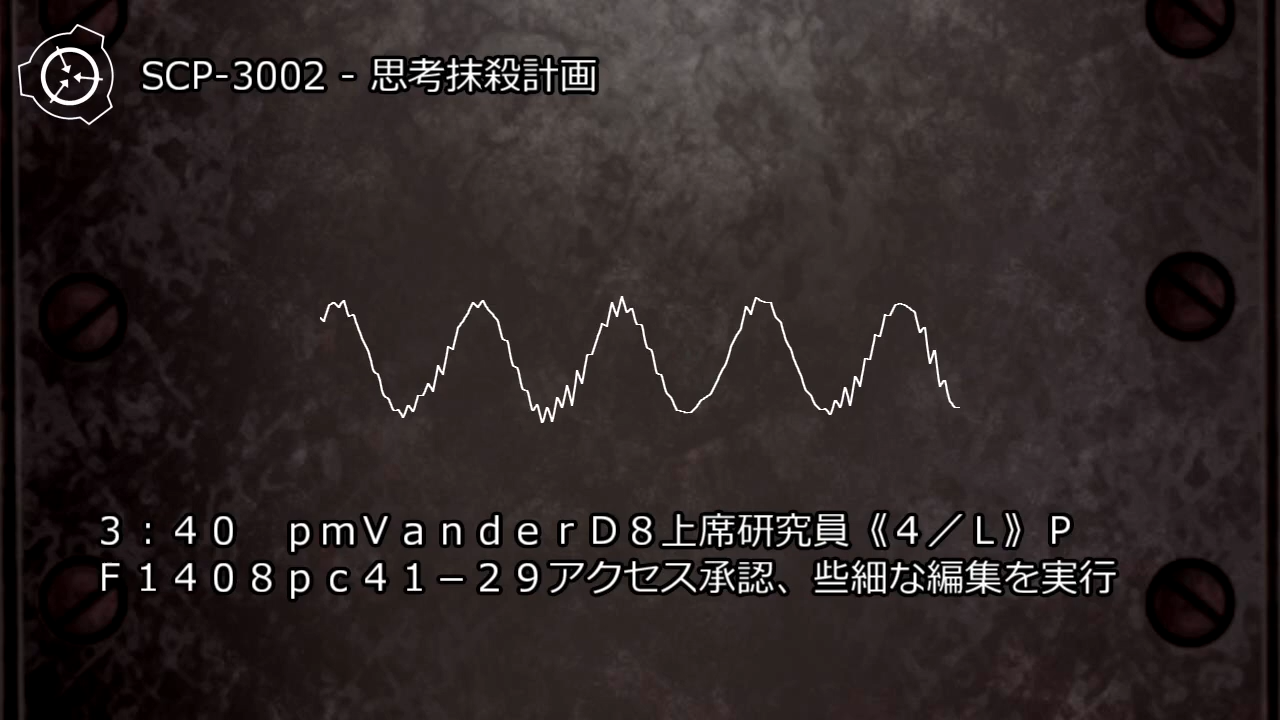 SCP-3002 - 思考抹殺計画
3：40　pmVanderD8上席研究員《4／L》P
F1408pc41－29アクセス承認、些細な編集を実行